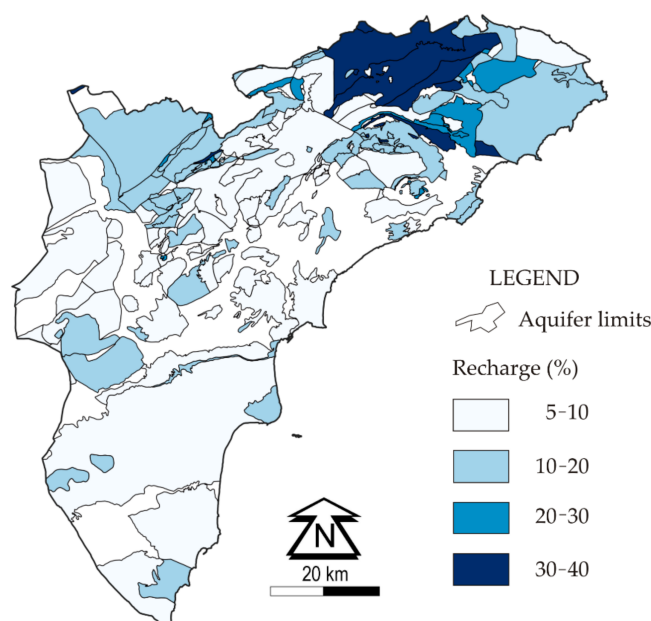 LEGEND
Aquifer limits
Recharge (%)
5-10
10-20
20-30
30-40
N
20 km